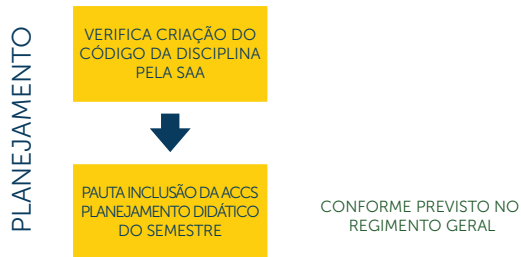 PLANEJAMENTO
VERIFICA CRIAÇÃO DO
CÓDIGO DA DISCIPLINA
PELA SAA
PAUTA INCLUSÃO DA ACCS
PLANEJAMENTO DIDÁTICO
DO SEMESTRE
CONFORME PREVISTO NO
REGIMENTO GERAL